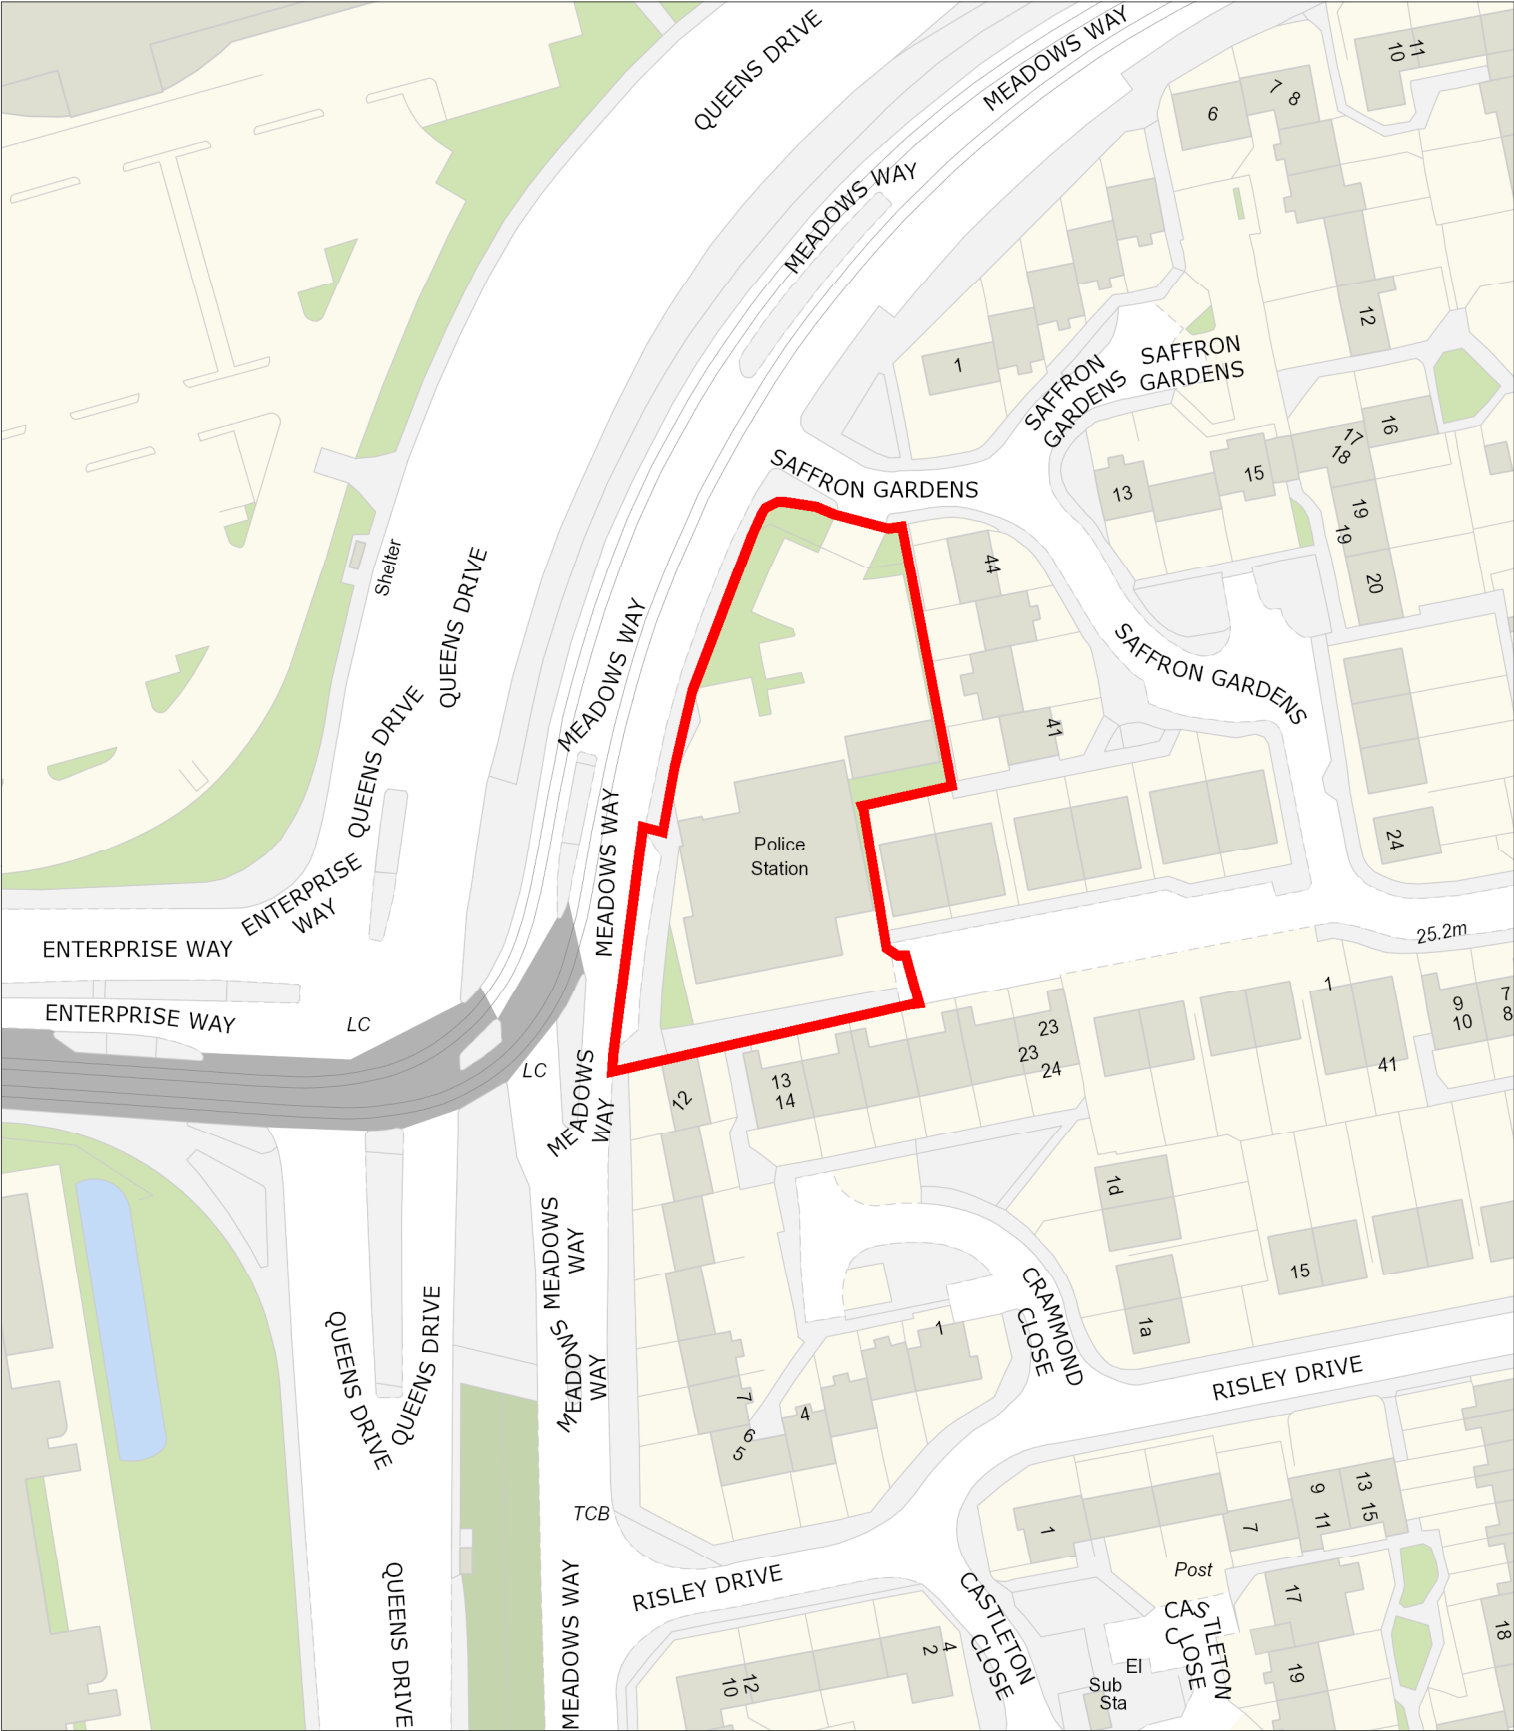 QUEENS DRIVE
MEADOWS WAY
10
11
7
8
6
MEADOWS WAY
12
1
SAFFRON
GARDENS
SAFFRON
GARDENS
16
17
18
15
13
SAFFRON GARDENS
19
19
20
Shelter
QUEENS DRIVE
44
MEADOWS WAY
SAFFRON GARDENS
QUEENS DRIVE
41
MEADOWS WAY
Police
Station
24
ENTERPRISE
WAY
ENTERPRISE WAY
25.2m
ENTERPRISE WAY
LC
LC
1
9
10
7
8
23
23
24
41
13
14
12
MEADOWS
WAY
1d
MEADOWS
WAY
15
CRAMMOND
CLOSE
1
1a
QUEENS DRIVE
QUEENS DRIVE
MEADOWS
WAY
RISLEY DRIVE
7
6
5
4
TCB
9
11
13
15
1
7
Post
RISLEY DRIVE
CASTLETON
CLOSE
CASTLETON
CLOSE
17
18
QUEENS DRIVE
MEADOWS WAY
2
4
10
12
El
Sub
Sta
19